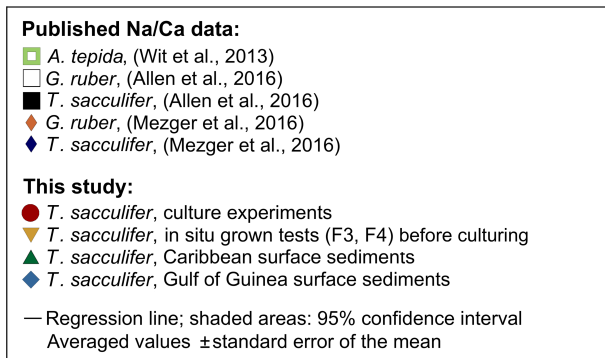 Published Na/Ca data:
A. tepida, (Wit et al., 2013)
G. ruber, (Allen et al., 2016)
T. sacculifer, (Allen et al., 2016)
G. ruber, (Mezger et al., 2016)
T. sacculifer, (Mezger et al., 2016)
This study:
T. sacculifer, culture experiments
T. sacculifer, in situ grown tests (F3, F4) before culturing
T. sacculifer, Caribbean surface sediments
T. sacculifer, Gulf of Guinea surface sediments
— Regression line; shaded areas: 95% confidence interval
Averaged values ±standard error of the mean